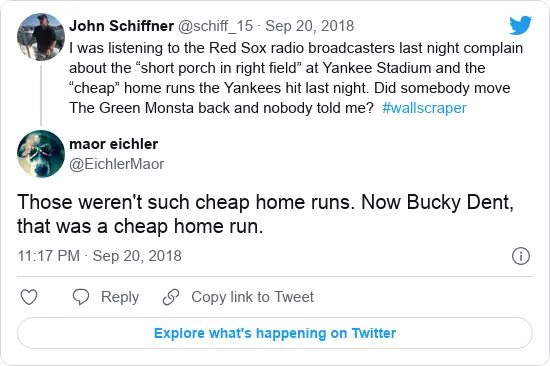 John Schiffner @schiff_15 · Sep 20, 2018
I was listening to the Red Sox radio broadcasters last night complain
about the “short porch in right field” at Yankee Stadium and the
“cheap” home runs the Yankees hit last night. Did somebody move
The Green Monsta back and nobody told me? #wallscraper
maor eichler
@EichlerMaor
Those weren't such cheap home runs. Now Bucky Dent,
that was a cheap home run.
11:17 PM · Sep 20, 2018
Reply
Copy link to Tweet
Explore what's happening on Twitter